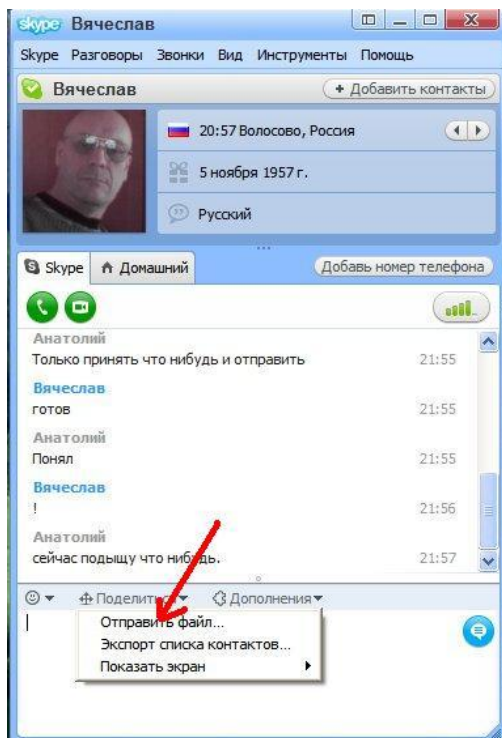 skype Вячеслав
Skype Разговоры Звонки Вид Инструменты Помощь
Вячеслав + Добавить контакты
20:57 Волосово, Россия
5 ноября 1957 г.
Русский
Skype Домашний Добавь номер телефона
Анатолий
Только принять что нибудь и отправить 21:55
Вячеслав
готов 21:55
Анатолий
Понял 21:55
Вячеслав
! 21:56
Анатолий
сейчас подыщу что нибудь. 21:57
Поделиться Дополнения
Отправить файл...
Экспорт списка контактов...
Показать экран